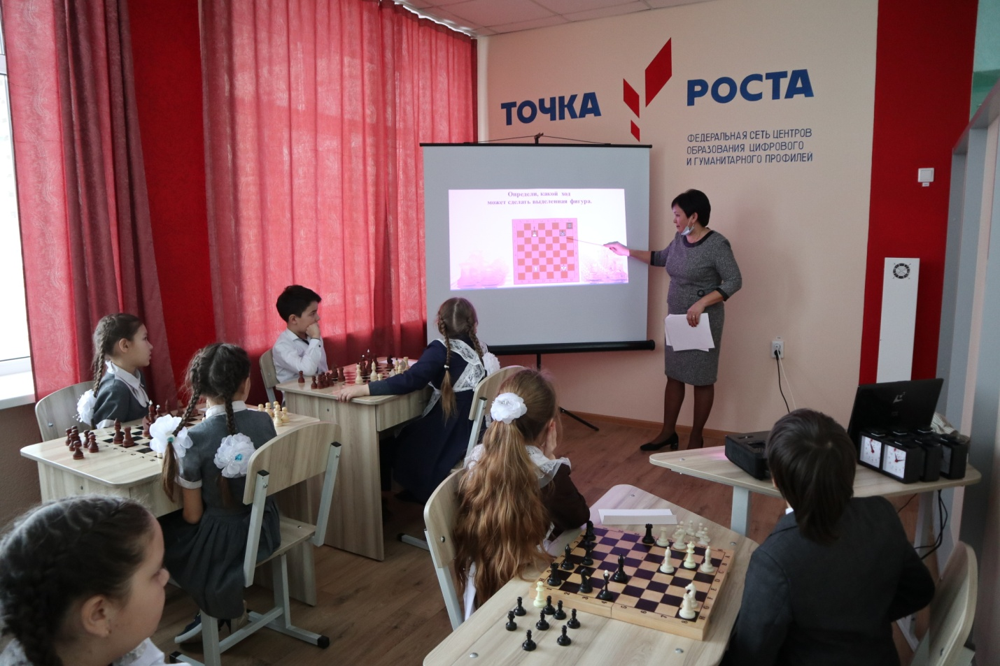 ТОЧКА РОСТА
ФЕДЕРАЛЬНАЯ СЕТЬ ЦЕНТРОВ
ОБРАЗОВАНИЯ ЦИФРОВОГО
И ГУМАНИТАРНОГО ПРОФИЛЕЙ
Определи, какой ход
может сделать выделенная фигура.